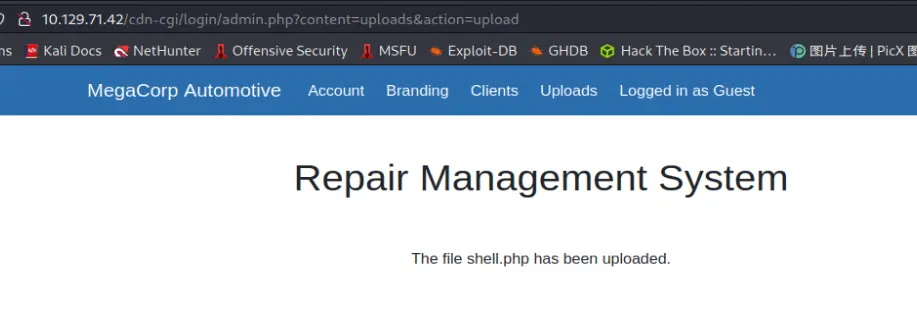 10.129.71.42/cdn-cgi/login/admin.php?content=uploads&action=upload
Kali Docs NetHunter Offensive Security MSFU Exploit-DB GHDB Hack The Box :: Startin… 图片上传 | PicX
MegaCorp Automotive Account Branding Clients Uploads Logged in as Guest
Repair Management System
The file shell.php has been uploaded.